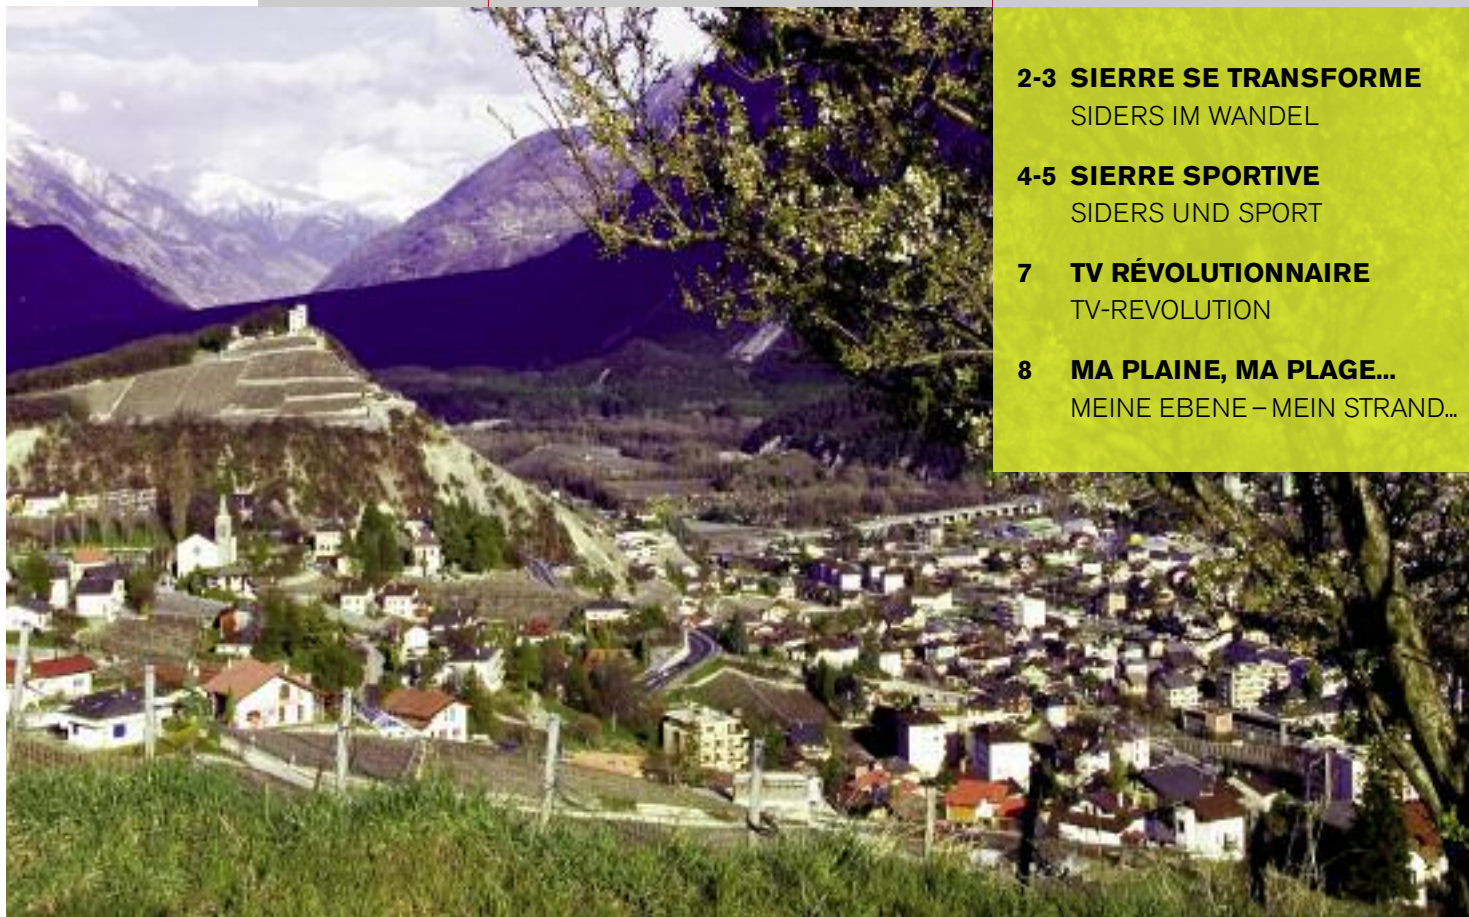 2-3 SIERRE SE TRANSFORME
SIDERS IM WANDEL
4-5 SIERRE SPORTIVE
SIDERS UND SPORT
7 TV RÉVOLUTIONNAIRE
TV-REVOLUTION
8 MA PLAINE, MA PLAGE...
MEINE EBENE – MEIN STRAND...